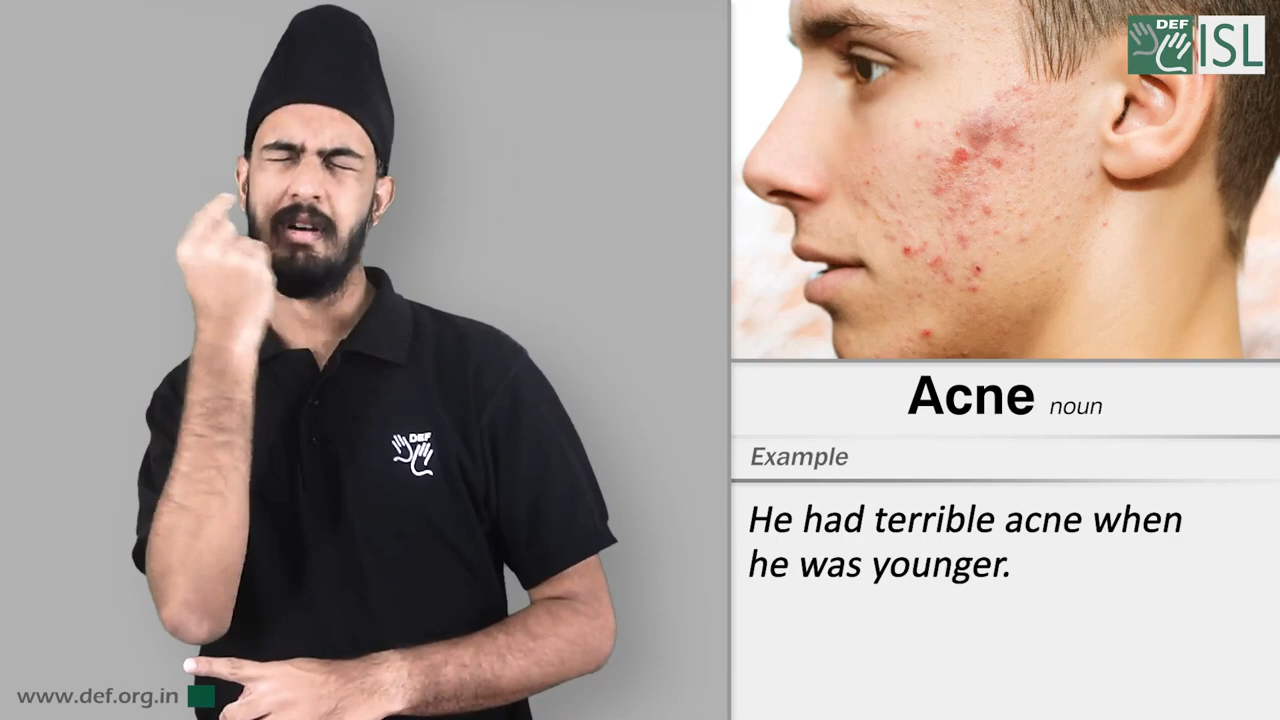 DEF
ISL
Acne noun
Example
He had terrible acne when
he was younger.
DEF
www.def.org.in